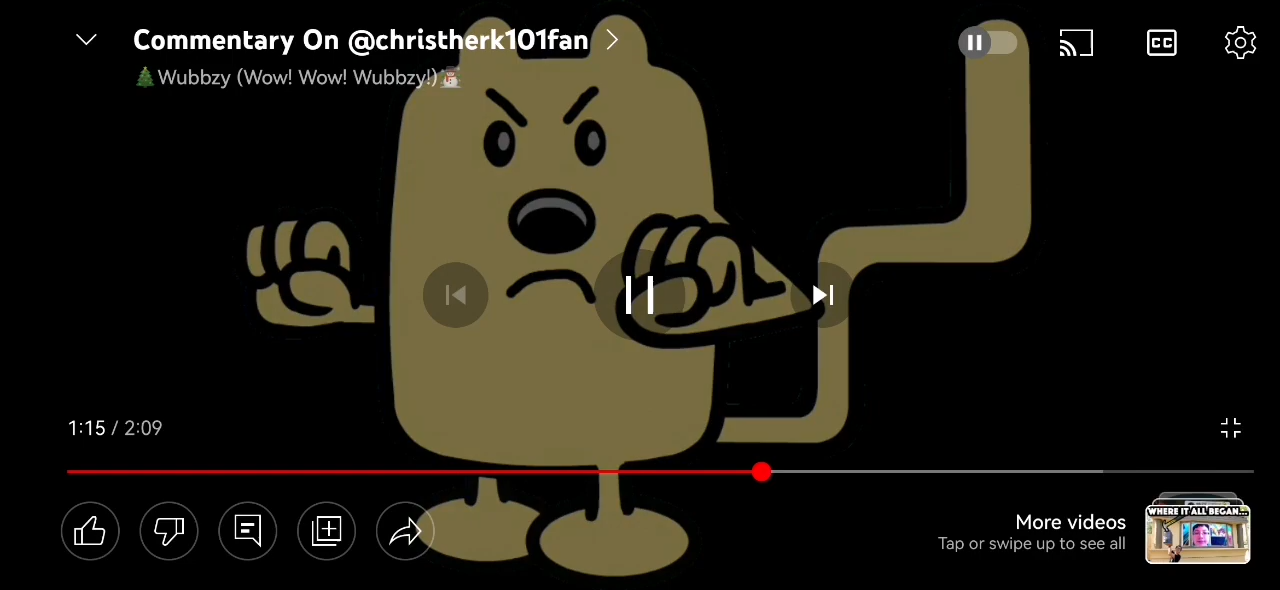 Commentary On @christherk101fan
🎄Wubbzy (Wow! Wow! Wubbzy!)⛄
CC
1:15 / 2:09
More videos
Tap or swipe up to see all
WHERE IT ALL BEGAN...